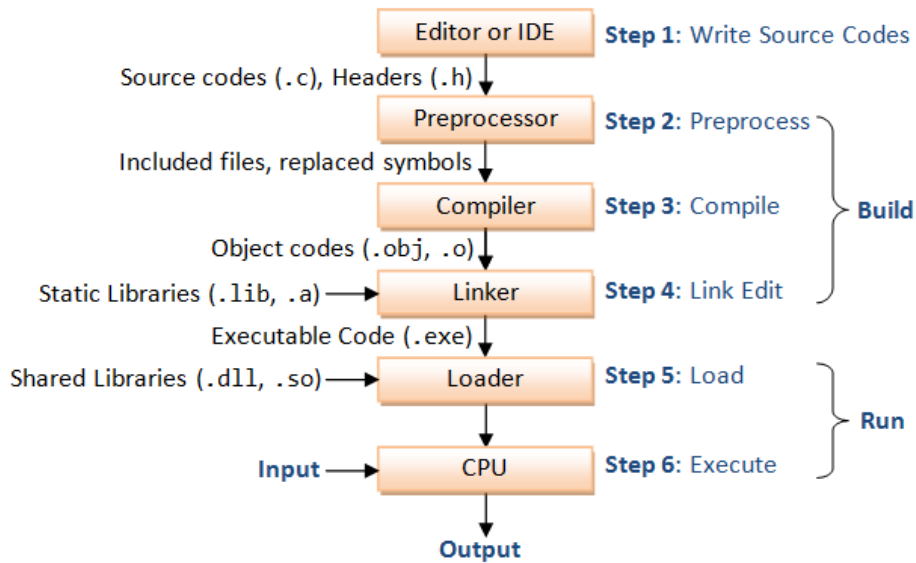 Editor or IDE Step 1: Write Source Codes
Source codes (.c), Headers (.h)
Preprocessor Step 2: Preprocess
Included files, replaced symbols
Compiler Step 3: Compile
Build
Object codes (.obj, .o)
Static Libraries (.lib, .a) Linker Step 4: Link Edit
Executable Code (.exe)
Shared Libraries (.dll, .so) Loader Step 5: Load
Run
Input CPU Step 6: Execute
Output